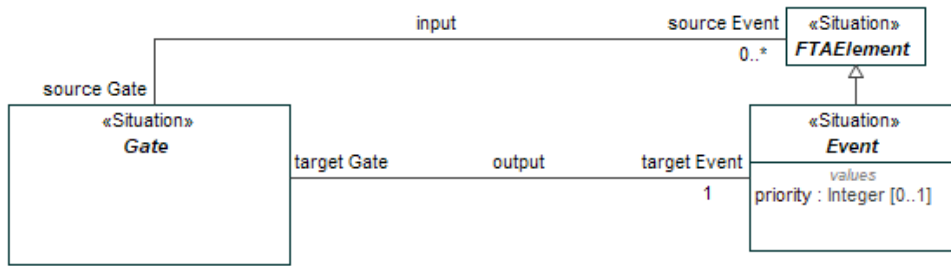 input
source Event
«Situation»
FTAElement
0..*
source Gate
«Situation»
Gate
«Situation»
Event
target Gate
output
target Event
values
1
priority : Integer [0..1]